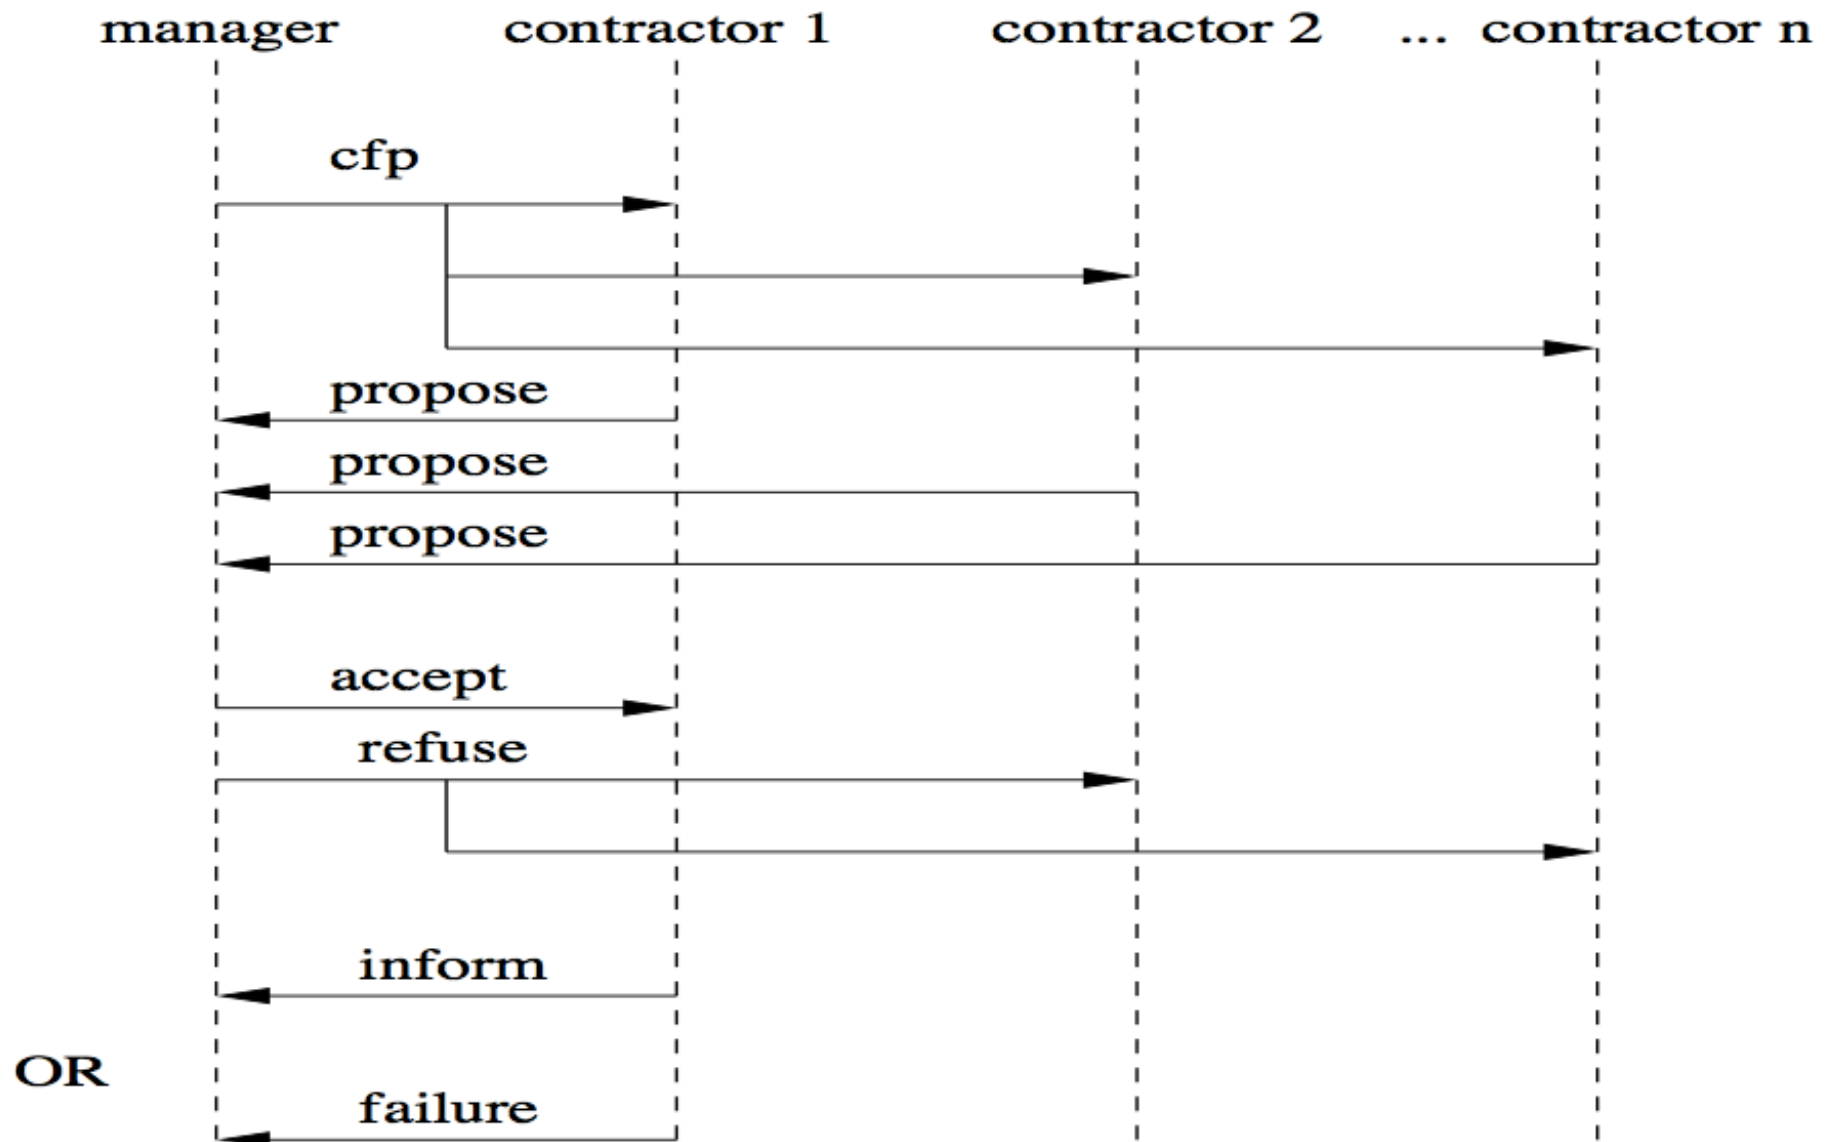 manager contractor 1 contractor 2 ... contractor n
cfp
propose
propose
propose
accept
refuse
inform
OR
failure